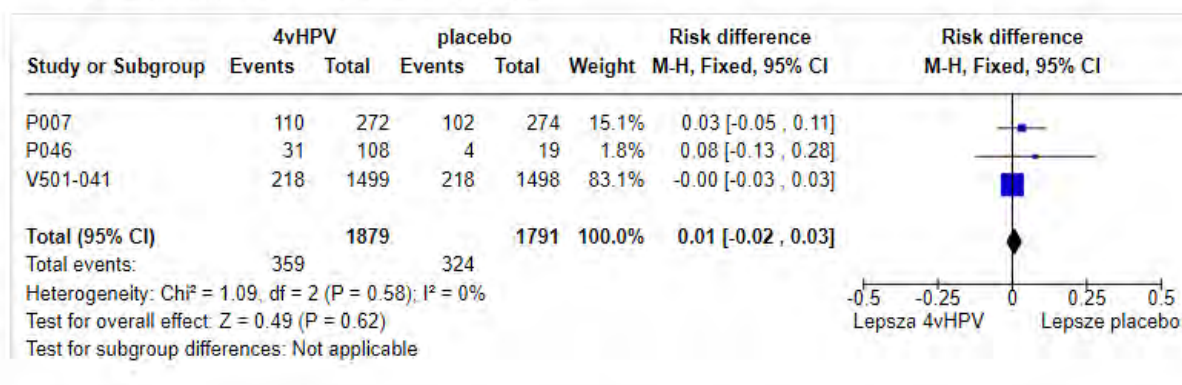 4vHPV placebo Risk difference Risk difference
Study or Subgroup Events Total Events Total Weight M-H, Fixed, 95% CI M-H, Fixed, 95% CI
P007 110 272 102 274 15.1% 0.03 [-0.05 , 0.11]
P046 31 108 4 19 1.8% 0.08 [-0.13 , 0.28]
V501-041 218 1499 218 1498 83.1% -0.00 [-0.03 , 0.03]
Total (95% CI) 1879 1791 100.0% 0.01 [-0.02 , 0.03]
Total events: 359 324
Heterogeneity: Chi² = 1.09, df = 2 (P = 0.58); I² = 0%
-0.5 -0.25 0 0.25 0.5
Test for overall effect: Z = 0.49 (P = 0.62)
Lepsza 4vHPV Lepsze placebo
Test for subgroup differences: Not applicable